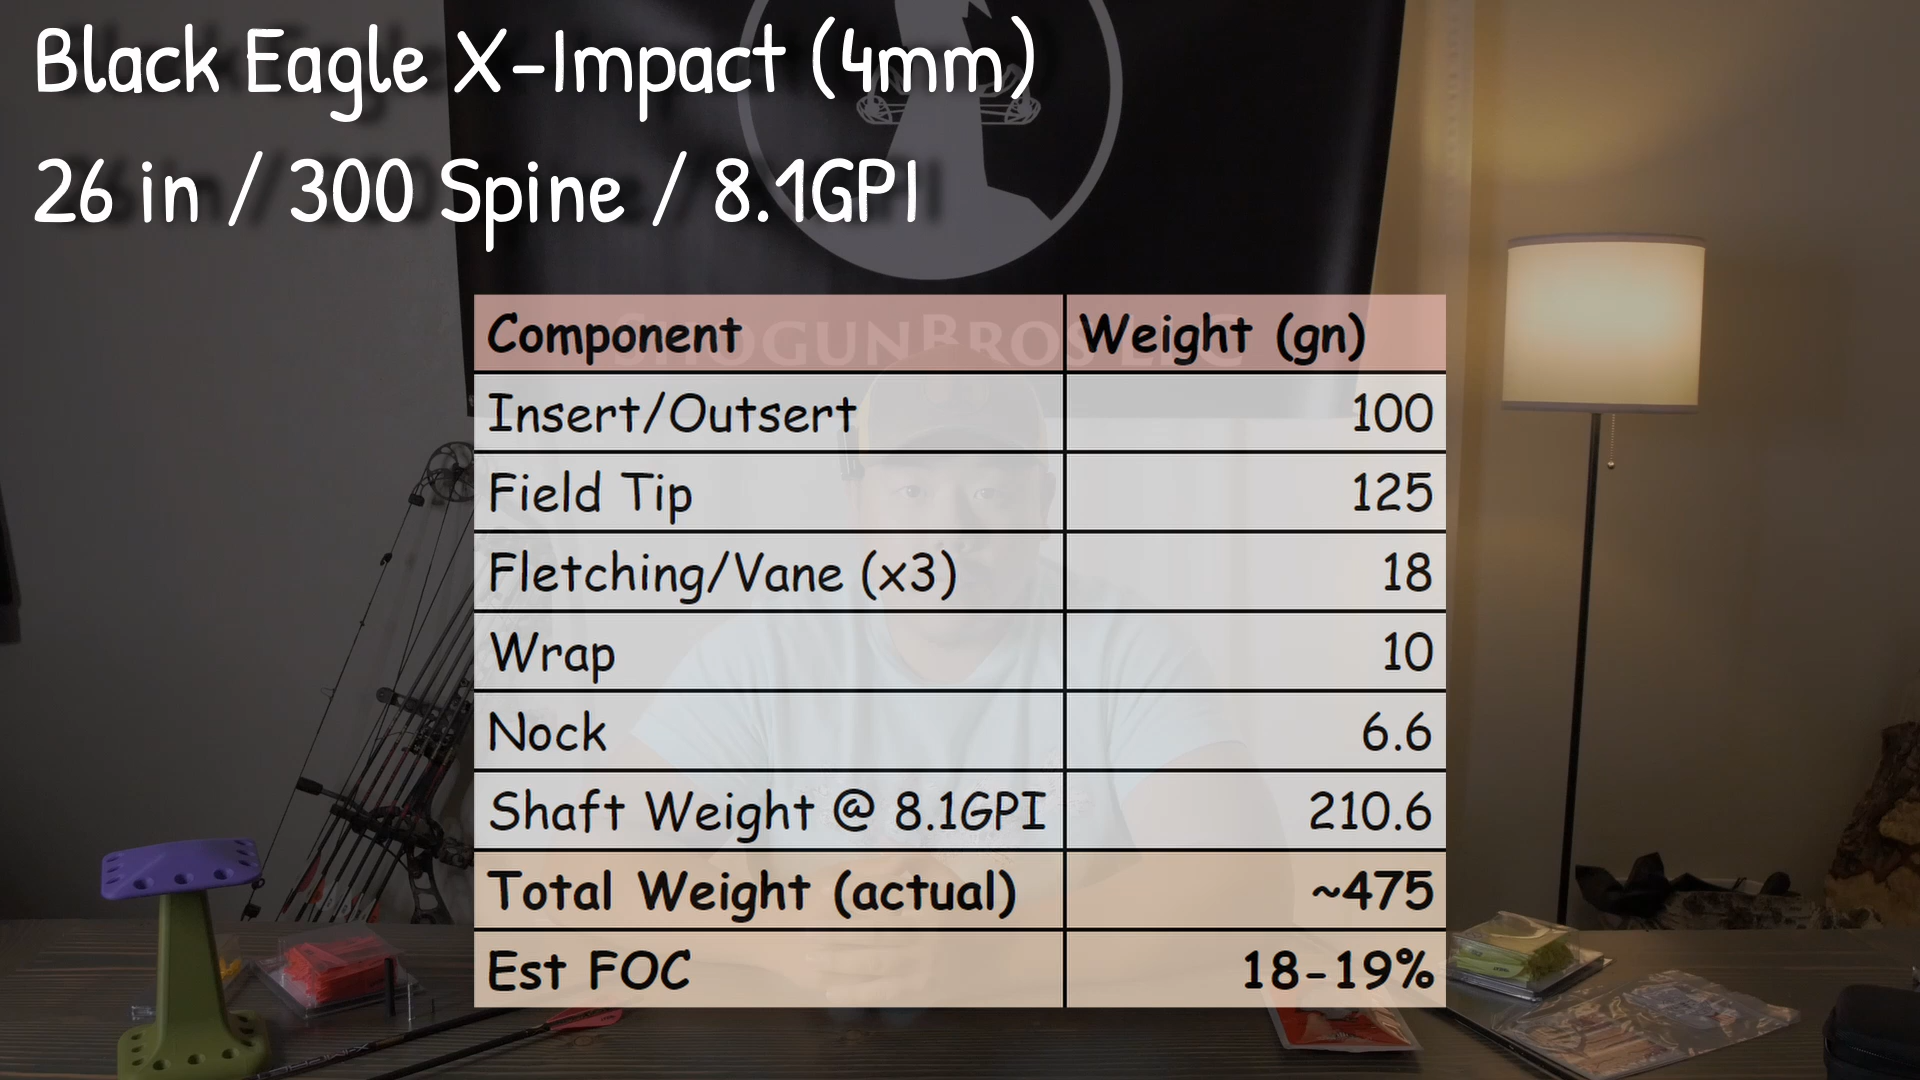 Black Eagle X-Impact (4mm)
26 in / 300 Spine / 8.1GPI
SHOGUNBROS LLC
Component Weight (gn)
Insert/Outsert 100
Field Tip 125
Fletching/Vane (x3) 18
Wrap 10
Nock 6.6
Shaft Weight @ 8.1GPI 210.6
Total Weight (actual) ~475
Est FOC 18-19%